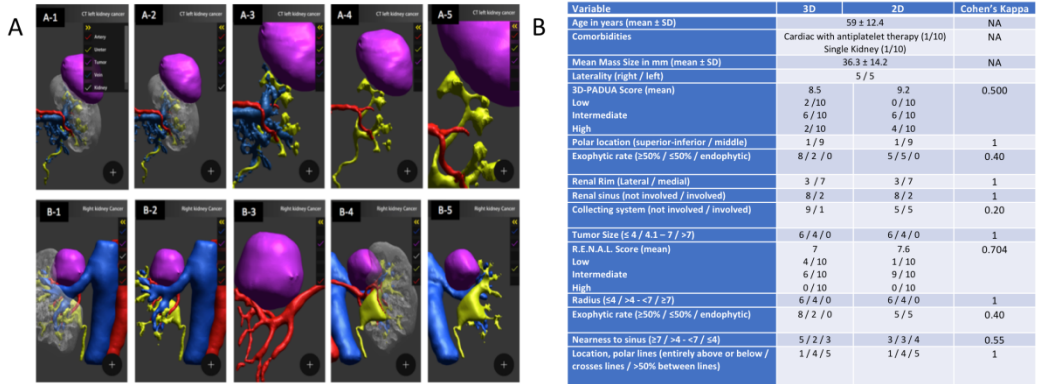 A
A-1
CT left kidney cancer
Artery
Ureter
Tumor
Vein
Kidney
A-2
CT left kidney cancer
A-3
CT left kidney cancer
A-4
CT left kidney cancer
A-5
CT left kidney cancer
B-1
Right kidney Cancer
B-2
Right kidney Cancer
B-3
Right kidney Cancer
B-4
Right kidney Cancer
B-5
Right kidney Cancer
B
Variable 3D 2D Cohen's Kappa
Age in years (mean ± SD) 59 ± 12.4 NA
Comorbidities Cardiac with antiplatelet therapy (1/10) NA
Single Kidney (1/10)
Mean Mass Size in mm (mean ± SD) 36.3 ± 14.2 NA
Laterality (right / left) 5 / 5
3D-PADUA Score (mean) 8.5 9.2 0.500
Low 2 / 10 0 / 10
Intermediate 6 / 10 6 / 10
High 2 / 10 4 / 10
Polar location (superior-inferior / middle) 1 / 9 1 / 9 1
Exophytic rate (≥50% / ≤50% / endophytic) 8 / 2 / 0 5 / 5 / 0 0.40
Renal Rim (Lateral / medial) 3 / 7 3 / 7 1
Renal sinus (not involved / involved) 8 / 2 8 / 2 1
Collecting system (not involved / involved) 9 / 1 5 / 5 0.20
Tumor Size (≤ 4 / 4.1 – 7 / >7) 6 / 4 / 0 6 / 4 / 0 1
R.E.N.A.L. Score (mean) 7 7.6 0.704
Low 4 / 10 1 / 10
Intermediate 6 / 10 9 / 10
High 0 / 10 0 / 10
Radius (≤4 / >4 - <7 / ≥7) 6 / 4 / 0 6 / 4 / 0 1
Exophytic rate (≥50% / ≤50% / endophytic) 8 / 2 / 0 5 / 5 0.40
Nearness to sinus (≥7 / >4 - <7 / ≤4) 5 / 2 / 3 3 / 3 / 4 0.55
Location, polar lines (entirely above or below / 1 / 4 / 5 1 / 4 / 5 1
crosses lines / >50% between lines)